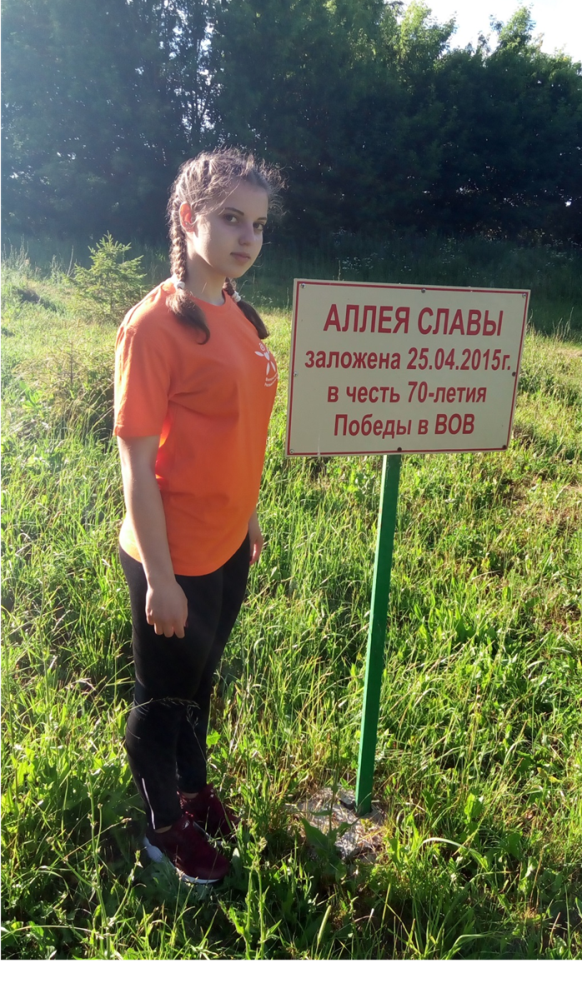 АЛЛЕЯ СЛАВЫ
заложена 25.04.2015г.
в честь 70-летия
Победы в ВОВ